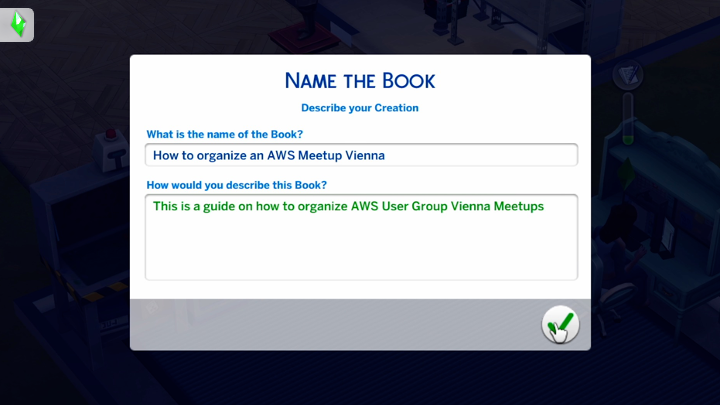 Name the Book
Describe your Creation
What is the name of the Book?
How to organize an AWS Meetup Vienna
How would you describe this Book?
This is a guide on how to organize AWS User Group Vienna Meetups